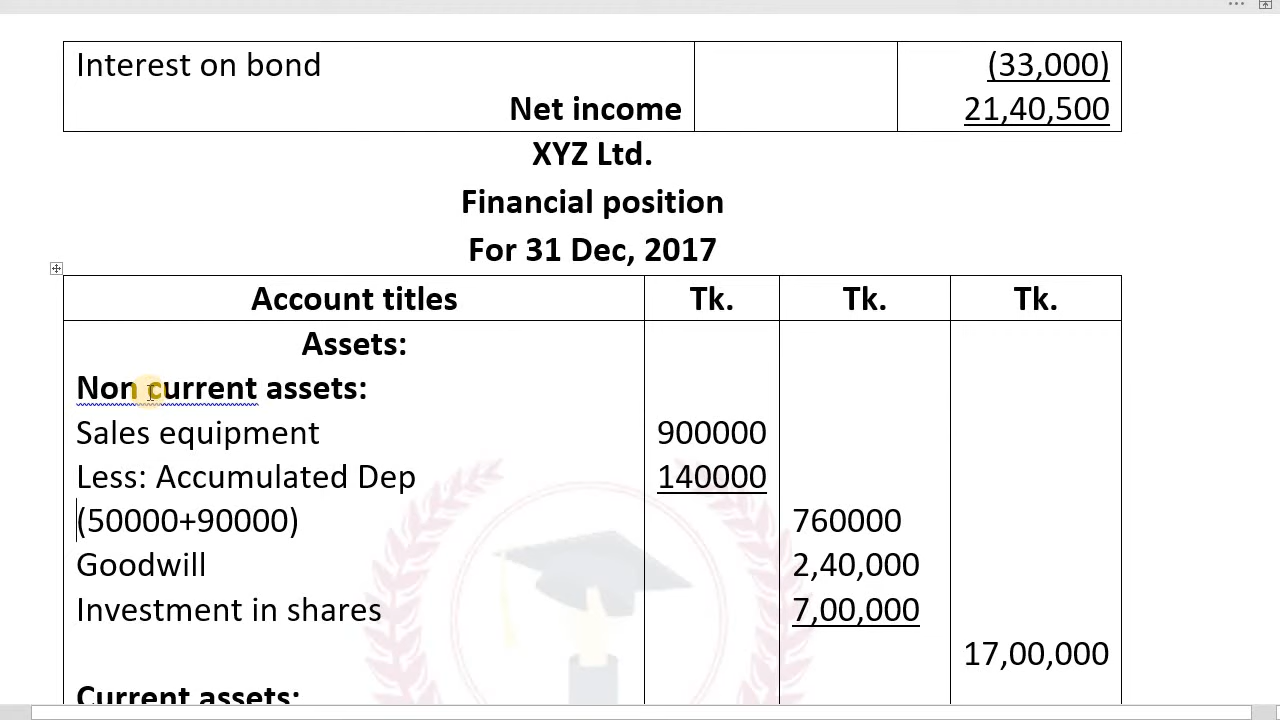 Interest on bond (33,000)
Net income 21,40,500
XYZ Ltd.
Financial position
For 31 Dec, 2017
Account titles Tk. Tk. Tk.
Assets:
Non current assets:
Sales equipment 900000
Less: Accumulated Dep 140000
(50000+90000) 760000
Goodwill 2,40,000
Investment in shares 7,00,000
17,00,000
Current assets: